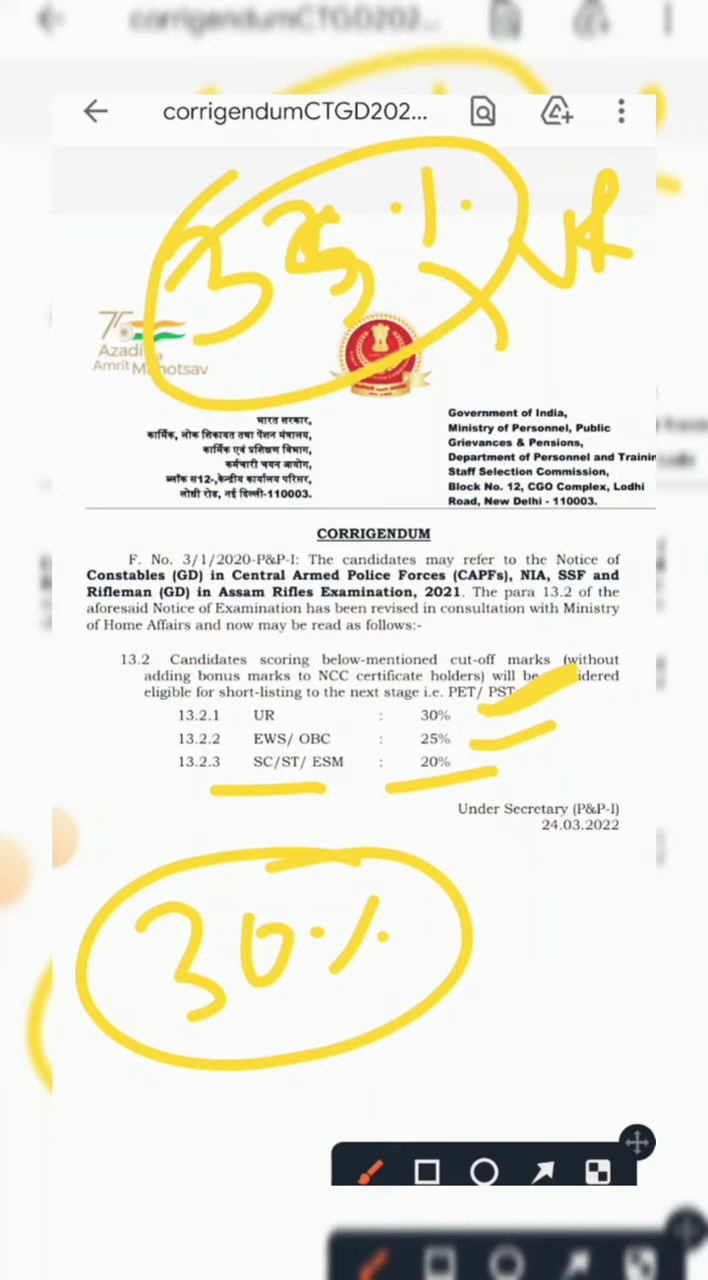 corrigendumCTGD202...
35%
UR
75
Azadi
Amrit Mahotsav
भारत सरकार,
कार्मिक, लोक शिकायत तथा पेंशन मंत्रालय,
कार्मिक एवं प्रशिक्षण विभाग,
कर्मचारी चयन आयोग,
ब्लॉक स12-,केन्द्रीय कार्यालय परिसर,
लोधी रोड, नई दिल्ली-110003.
Government of India,
Ministry of Personnel, Public
Grievances & Pensions,
Department of Personnel and Trainin
Staff Selection Commission,
Block No. 12, CGO Complex, Lodhi
Road, New Delhi - 110003.
CORRIGENDUM
F. No. 3/1/2020-P&P-I: The candidates may refer to the Notice of
Constables (GD) in Central Armed Police Forces (CAPFs), NIA, SSF and
Rifleman (GD) in Assam Rifles Examination, 2021. The para 13.2 of the
aforesaid Notice of Examination has been revised in consultation with Ministry
of Home Affairs and now may be read as follows:-
13.2 Candidates scoring below-mentioned cut-off marks (without
adding bonus marks to NCC certificate holders) will be considered
eligible for short-listing to the next stage i.e. PET/ PST
13.2.1 UR : 30%
13.2.2 EWS/ OBC : 25%
13.2.3 SC/ST/ ESM : 20%
Under Secretary (P&P-I)
24.03.2022
30%